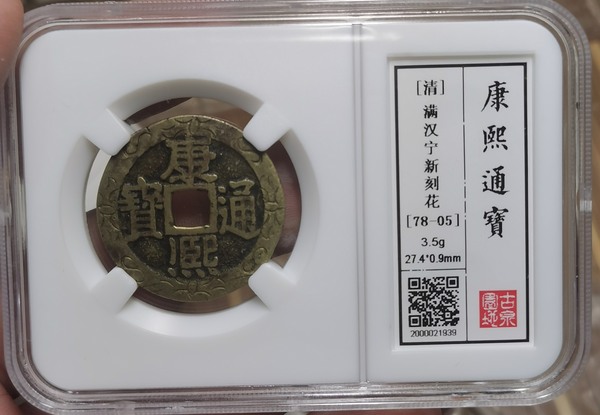 康熙通寶
康熙通寶
[清]
满汉宁新刻花
[78-05]
3.5g
27.4*0.9mm
2000021939
古泉
園地